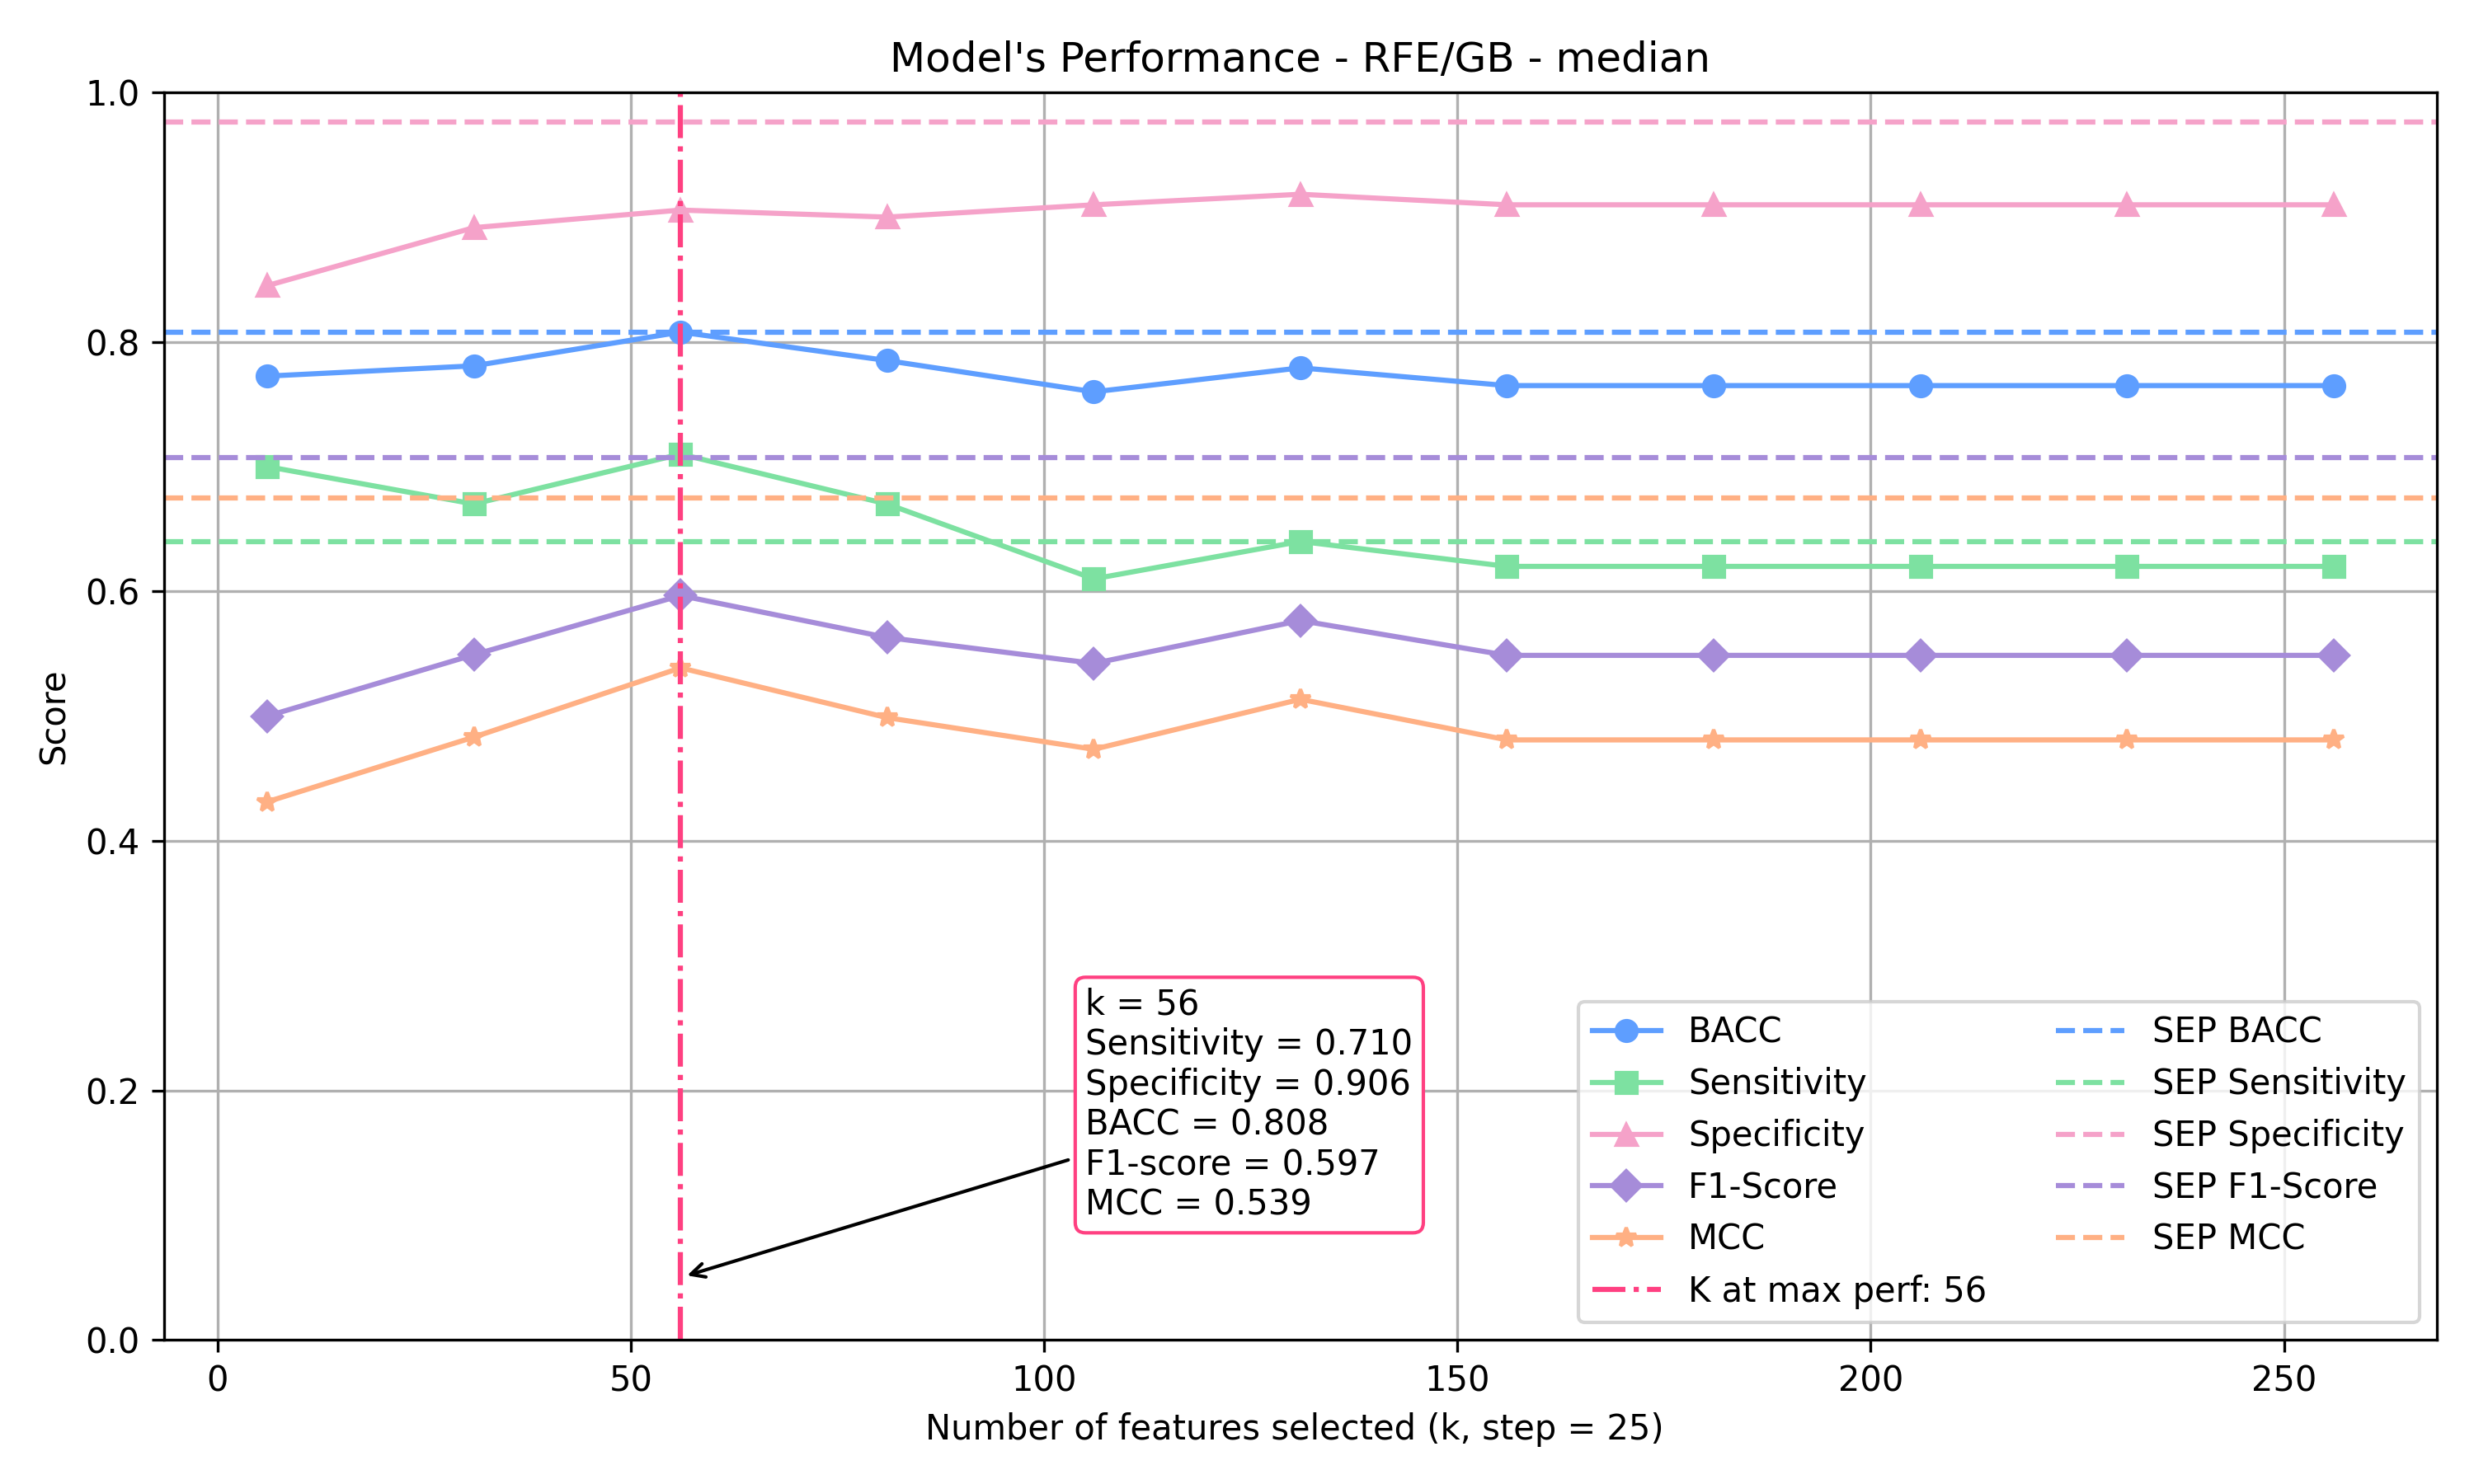 Model's Performance - RFE/GB - median
1.0
0.8
0.6
0.4
0.2
0.0
Score
k = 56
Sensitivity = 0.710
Specificity = 0.906
BACC = 0.808
F1-score = 0.597
MCC = 0.539
BACC
Sensitivity
Specificity
F1-Score
MCC
K at max perf: 56
SEP BACC
SEP Sensitivity
SEP Specificity
SEP F1-Score
SEP MCC
0 50 100 150 200 250
Number of features selected (k, step = 25)